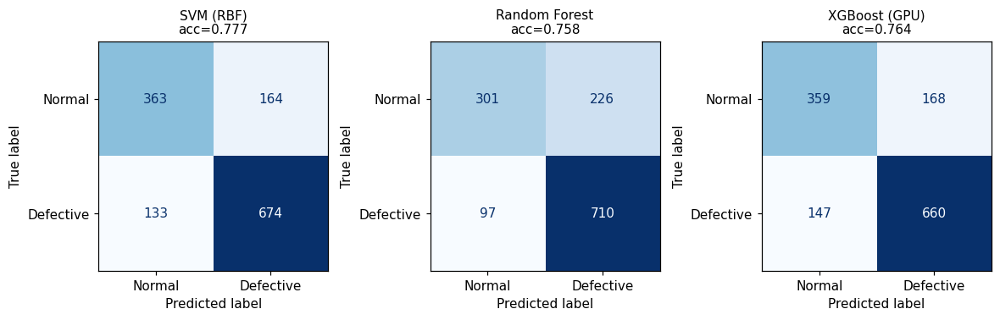 SVM (RBF)
acc=0.777
True label
Normal
363
164
Defective
133
674
Normal
Defective
Predicted label
Random Forest
acc=0.758
True label
Normal
301
226
Defective
97
710
Normal
Defective
Predicted label
XGBoost (GPU)
acc=0.764
True label
Normal
359
168
Defective
147
660
Normal
Defective
Predicted label